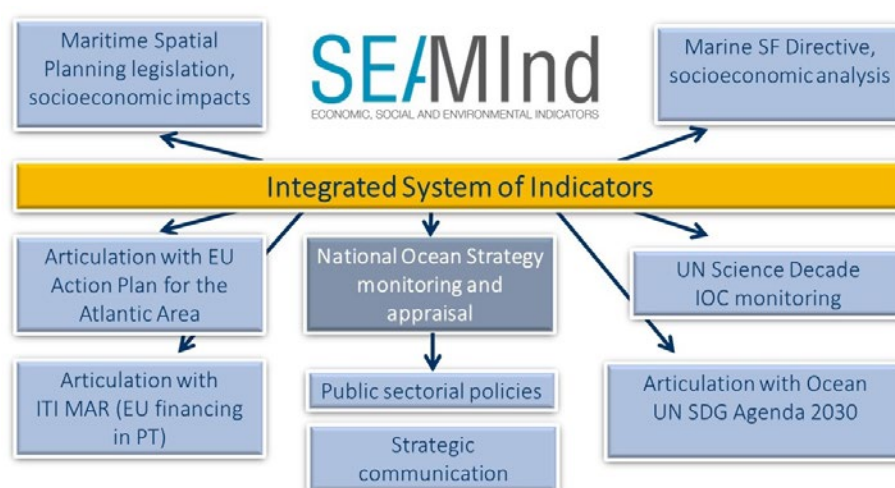 Maritime Spatial
Planning legislation,
socioeconomic impacts
SEAMInd
ECONOMIC, SOCIAL AND ENVIRONMENTAL INDICATORS
Marine SF Directive,
socioeconomic analysis
Integrated System of Indicators
Articulation with EU
Action Plan for the
Atlantic Area
National Ocean Strategy
monitoring and
appraisal
UN Science Decade
IOC monitoring
Articulation with
ITI MAR (EU financing
in PT)
Public sectorial policies
Strategic
communication
Articulation with Ocean
UN SDG Agenda 2030